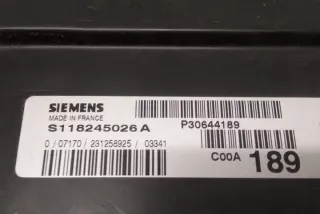 SIEMENS
MADE IN FRANCE
S118245026 A
P30644189
0 / 07170 / 231258925 / 03341
C00A 189